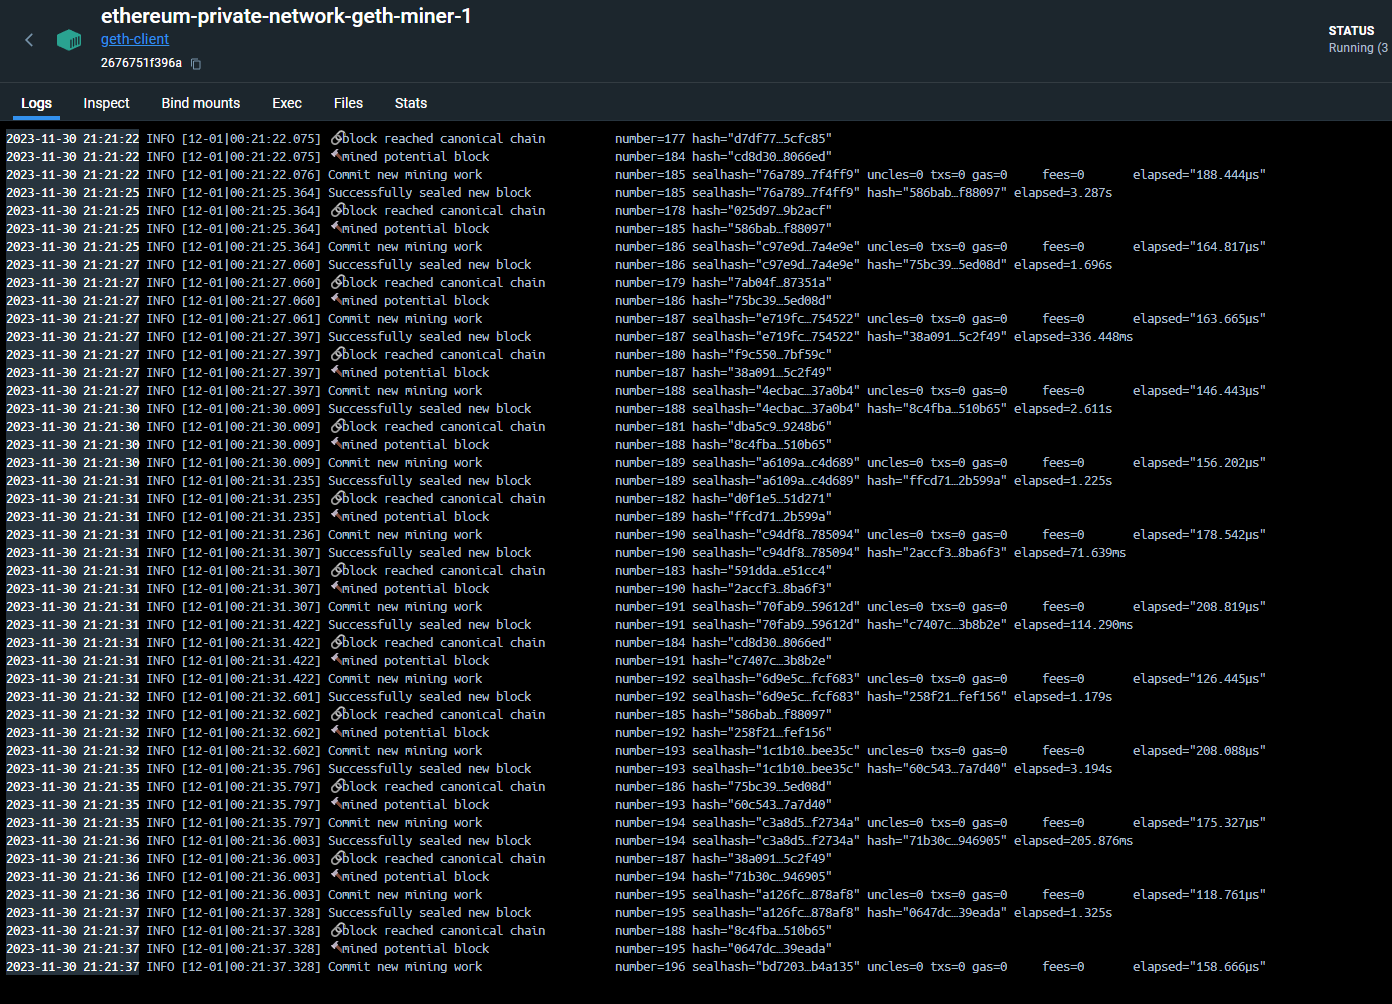 ethereum-private-network-geth-miner-1
geth-client
2676751f396a
STATUS
Running (3
Logs Inspect Bind mounts Exec Files Stats
2023-11-30 21:21:22 INFO [12-01|00:21:22.075] 🔗block reached canonical chain number=177 hash="d7df77…5cfc85"
2023-11-30 21:21:22 INFO [12-01|00:21:22.075] 🔨mined potential block number=184 hash="cd8d30…8066ed"
2023-11-30 21:21:22 INFO [12-01|00:21:22.076] Commit new mining work number=185 sealhash="76a789…7f4ff9" uncles=0 txs=0 gas=0 fees=0 elapsed="188.444µs"
2023-11-30 21:21:25 INFO [12-01|00:21:25.364] Successfully sealed new block number=185 sealhash="76a789…7f4ff9" hash="586bab…f88097" elapsed=3.287s
2023-11-30 21:21:25 INFO [12-01|00:21:25.364] 🔗block reached canonical chain number=178 hash="025d97…9b2acf"
2023-11-30 21:21:25 INFO [12-01|00:21:25.364] 🔨mined potential block number=185 hash="586bab…f88097"
2023-11-30 21:21:25 INFO [12-01|00:21:25.364] Commit new mining work number=186 sealhash="c97e9d…7a4e9e" uncles=0 txs=0 gas=0 fees=0 elapsed="164.817µs"
2023-11-30 21:21:27 INFO [12-01|00:21:27.060] Successfully sealed new block number=186 sealhash="c97e9d…7a4e9e" hash="75bc39…5ed08d" elapsed=1.696s
2023-11-30 21:21:27 INFO [12-01|00:21:27.060] 🔗block reached canonical chain number=179 hash="7ab04f…87351a"
2023-11-30 21:21:27 INFO [12-01|00:21:27.060] 🔨mined potential block number=186 hash="75bc39…5ed08d"
2023-11-30 21:21:27 INFO [12-01|00:21:27.061] Commit new mining work number=187 sealhash="e719fc…754522" uncles=0 txs=0 gas=0 fees=0 elapsed="163.665µs"
2023-11-30 21:21:27 INFO [12-01|00:21:27.397] Successfully sealed new block number=187 sealhash="e719fc…754522" hash="38a091…5c2f49" elapsed=336.448ms
2023-11-30 21:21:27 INFO [12-01|00:21:27.397] 🔗block reached canonical chain number=180 hash="f9c550…7bf59c"
2023-11-30 21:21:27 INFO [12-01|00:21:27.397] 🔨mined potential block number=187 hash="38a091…5c2f49"
2023-11-30 21:21:27 INFO [12-01|00:21:27.397] Commit new mining work number=188 sealhash="4ecbac…37a0b4" uncles=0 txs=0 gas=0 fees=0 elapsed="146.443µs"
2023-11-30 21:21:30 INFO [12-01|00:21:30.009] Successfully sealed new block number=188 sealhash="4ecbac…37a0b4" hash="8c4fba…510b65" elapsed=2.611s
2023-11-30 21:21:30 INFO [12-01|00:21:30.009] 🔗block reached canonical chain number=181 hash="dba5c9…9248b6"
2023-11-30 21:21:30 INFO [12-01|00:21:30.009] 🔨mined potential block number=188 hash="8c4fba…510b65"
2023-11-30 21:21:30 INFO [12-01|00:21:30.009] Commit new mining work number=189 sealhash="a6109a…c4d689" uncles=0 txs=0 gas=0 fees=0 elapsed="156.202µs"
2023-11-30 21:21:31 INFO [12-01|00:21:31.235] Successfully sealed new block number=189 sealhash="a6109a…c4d689" hash="ffcd71…2b599a" elapsed=1.225s
2023-11-30 21:21:31 INFO [12-01|00:21:31.235] 🔗block reached canonical chain number=182 hash="d0f1e5…51d271"
2023-11-30 21:21:31 INFO [12-01|00:21:31.235] 🔨mined potential block number=189 hash="ffcd71…2b599a"
2023-11-30 21:21:31 INFO [12-01|00:21:31.236] Commit new mining work number=190 sealhash="c94df8…785094" uncles=0 txs=0 gas=0 fees=0 elapsed="178.542µs"
2023-11-30 21:21:31 INFO [12-01|00:21:31.307] Successfully sealed new block number=190 sealhash="c94df8…785094" hash="2accf3…8ba6f3" elapsed=71.639ms
2023-11-30 21:21:31 INFO [12-01|00:21:31.307] 🔗block reached canonical chain number=183 hash="591dda…e51cc4"
2023-11-30 21:21:31 INFO [12-01|00:21:31.307] 🔨mined potential block number=190 hash="2accf3…8ba6f3"
2023-11-30 21:21:31 INFO [12-01|00:21:31.307] Commit new mining work number=191 sealhash="70fab9…59612d" uncles=0 txs=0 gas=0 fees=0 elapsed="208.819µs"
2023-11-30 21:21:31 INFO [12-01|00:21:31.422] Successfully sealed new block number=191 sealhash="70fab9…59612d" hash="c7407c…3b8b2e" elapsed=114.290ms
2023-11-30 21:21:31 INFO [12-01|00:21:31.422] 🔗block reached canonical chain number=184 hash="cd8d30…8066ed"
2023-11-30 21:21:31 INFO [12-01|00:21:31.422] 🔨mined potential block number=191 hash="c7407c…3b8b2e"
2023-11-30 21:21:31 INFO [12-01|00:21:31.422] Commit new mining work number=192 sealhash="6d9e5c…fcf683" uncles=0 txs=0 gas=0 fees=0 elapsed="126.445µs"
2023-11-30 21:21:32 INFO [12-01|00:21:32.601] Successfully sealed new block number=192 sealhash="6d9e5c…fcf683" hash="258f21…fef156" elapsed=1.179s
2023-11-30 21:21:32 INFO [12-01|00:21:32.602] 🔗block reached canonical chain number=185 hash="586bab…f88097"
2023-11-30 21:21:32 INFO [12-01|00:21:32.602] 🔨mined potential block number=192 hash="258f21…fef156"
2023-11-30 21:21:32 INFO [12-01|00:21:32.602] Commit new mining work number=193 sealhash="1c1b10…bee35c" uncles=0 txs=0 gas=0 fees=0 elapsed="208.088µs"
2023-11-30 21:21:35 INFO [12-01|00:21:35.796] Successfully sealed new block number=193 sealhash="1c1b10…bee35c" hash="60c543…7a7d40" elapsed=3.194s
2023-11-30 21:21:35 INFO [12-01|00:21:35.797] 🔗block reached canonical chain number=186 hash="75bc39…5ed08d"
2023-11-30 21:21:35 INFO [12-01|00:21:35.797] 🔨mined potential block number=193 hash="60c543…7a7d40"
2023-11-30 21:21:35 INFO [12-01|00:21:35.797] Commit new mining work number=194 sealhash="c3a8d5…f2734a" uncles=0 txs=0 gas=0 fees=0 elapsed="175.327µs"
2023-11-30 21:21:36 INFO [12-01|00:21:36.003] Successfully sealed new block number=194 sealhash="c3a8d5…f2734a" hash="71b30c…946905" elapsed=205.876ms
2023-11-30 21:21:36 INFO [12-01|00:21:36.003] 🔗block reached canonical chain number=187 hash="38a091…5c2f49"
2023-11-30 21:21:36 INFO [12-01|00:21:36.003] 🔨mined potential block number=194 hash="71b30c…946905"
2023-11-30 21:21:36 INFO [12-01|00:21:36.003] Commit new mining work number=195 sealhash="a126fc…878af8" uncles=0 txs=0 gas=0 fees=0 elapsed="118.761µs"
2023-11-30 21:21:37 INFO [12-01|00:21:37.328] Successfully sealed new block number=195 sealhash="a126fc…878af8" hash="0647dc…39eada" elapsed=1.325s
2023-11-30 21:21:37 INFO [12-01|00:21:37.328] 🔗block reached canonical chain number=188 hash="8c4fba…510b65"
2023-11-30 21:21:37 INFO [12-01|00:21:37.328] 🔨mined potential block number=195 hash="0647dc…39eada"
2023-11-30 21:21:37 INFO [12-01|00:21:37.328] Commit new mining work number=196 sealhash="bd7203…b4a135" uncles=0 txs=0 gas=0 fees=0 elapsed="158.666µs"